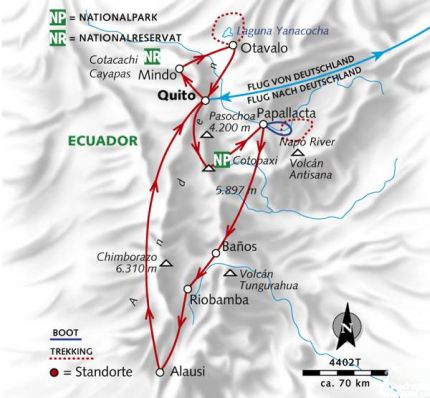 NP = NATIONALPARK
NR = NATIONALRESERVAT
Laguna Yanacocha
Otavalo
Cotacachi
Cayapas
NR
Mindo
FLUG VON DEUTSCHLAND
FLUG NACH DEUTSCHLAND
Quito
Pasochoa
4.200 m
Papallacta
ECUADOR
Napo River
NP
Cotopaxi
Volcán
Antisana
5.897 m
Baños
Chimborazo
6.310 m
Volcán
Tungurahua
Riobamba
A n d e n
N
BOOT
TREKKING
4402T
= Standorte
Alausi
ca. 70 km